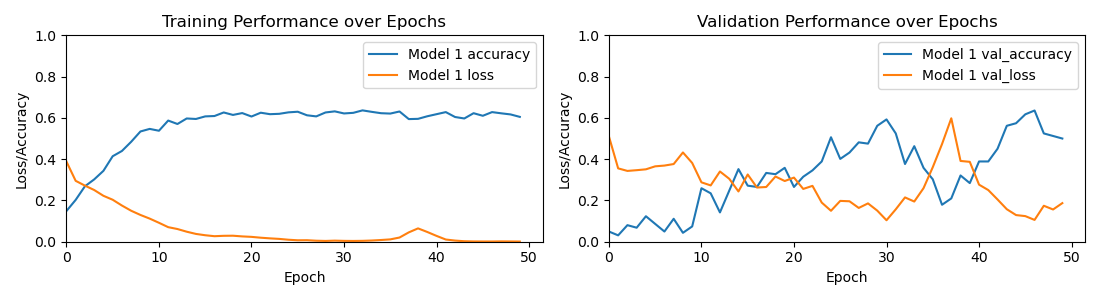 Training Performance over Epochs
Loss/Accuracy
1.0
0.8
0.6
0.4
0.2
0.0
0 10 20 30 40 50
Epoch
Model 1 accuracy
Model 1 loss
Validation Performance over Epochs
Loss/Accuracy
1.0
0.8
0.6
0.4
0.2
0.0
0 10 20 30 40 50
Epoch
Model 1 val_accuracy
Model 1 val_loss